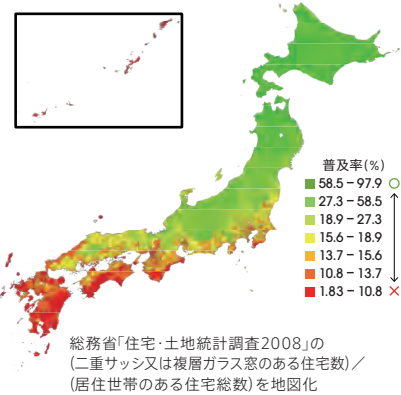 普及率(%)
58.5－97.9 ○
27.3－58.5
18.9－27.3
15.6－18.9
13.7－15.6
10.8－13.7
1.83－10.8 ×
総務省「住宅・土地統計調査2008」の
(二重サッシ又は複層ガラス窓のある住宅数)／
(居住世帯のある住宅総数)を地図化